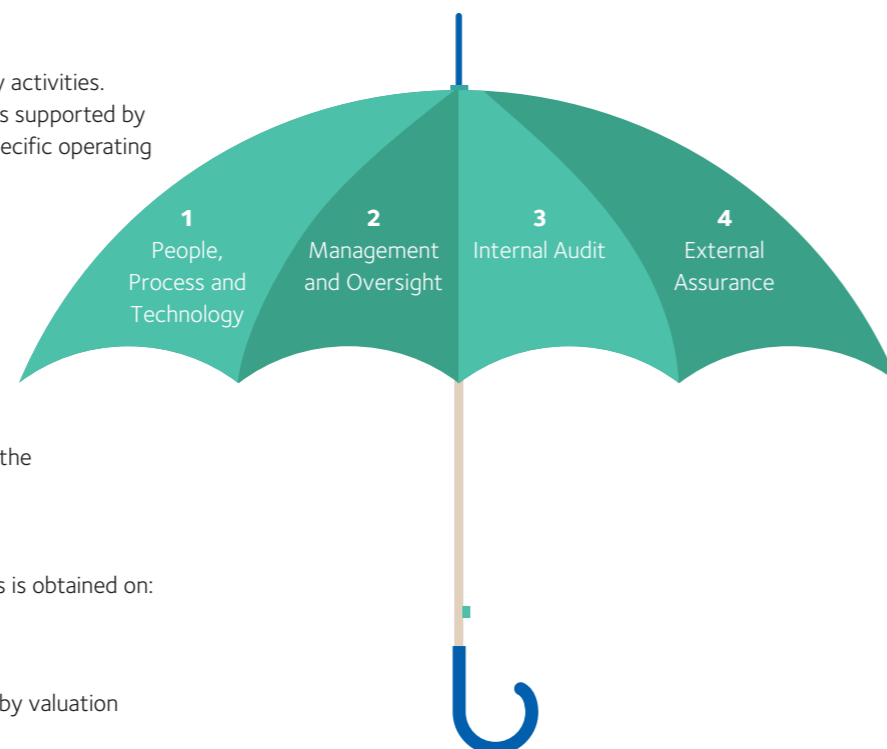 y activities.
s supported by
ecific operating
1
People,
Process and
Technology
2
Management
and Oversight
3
Internal Audit
4
External
Assurance
the
s is obtained on:
by valuation